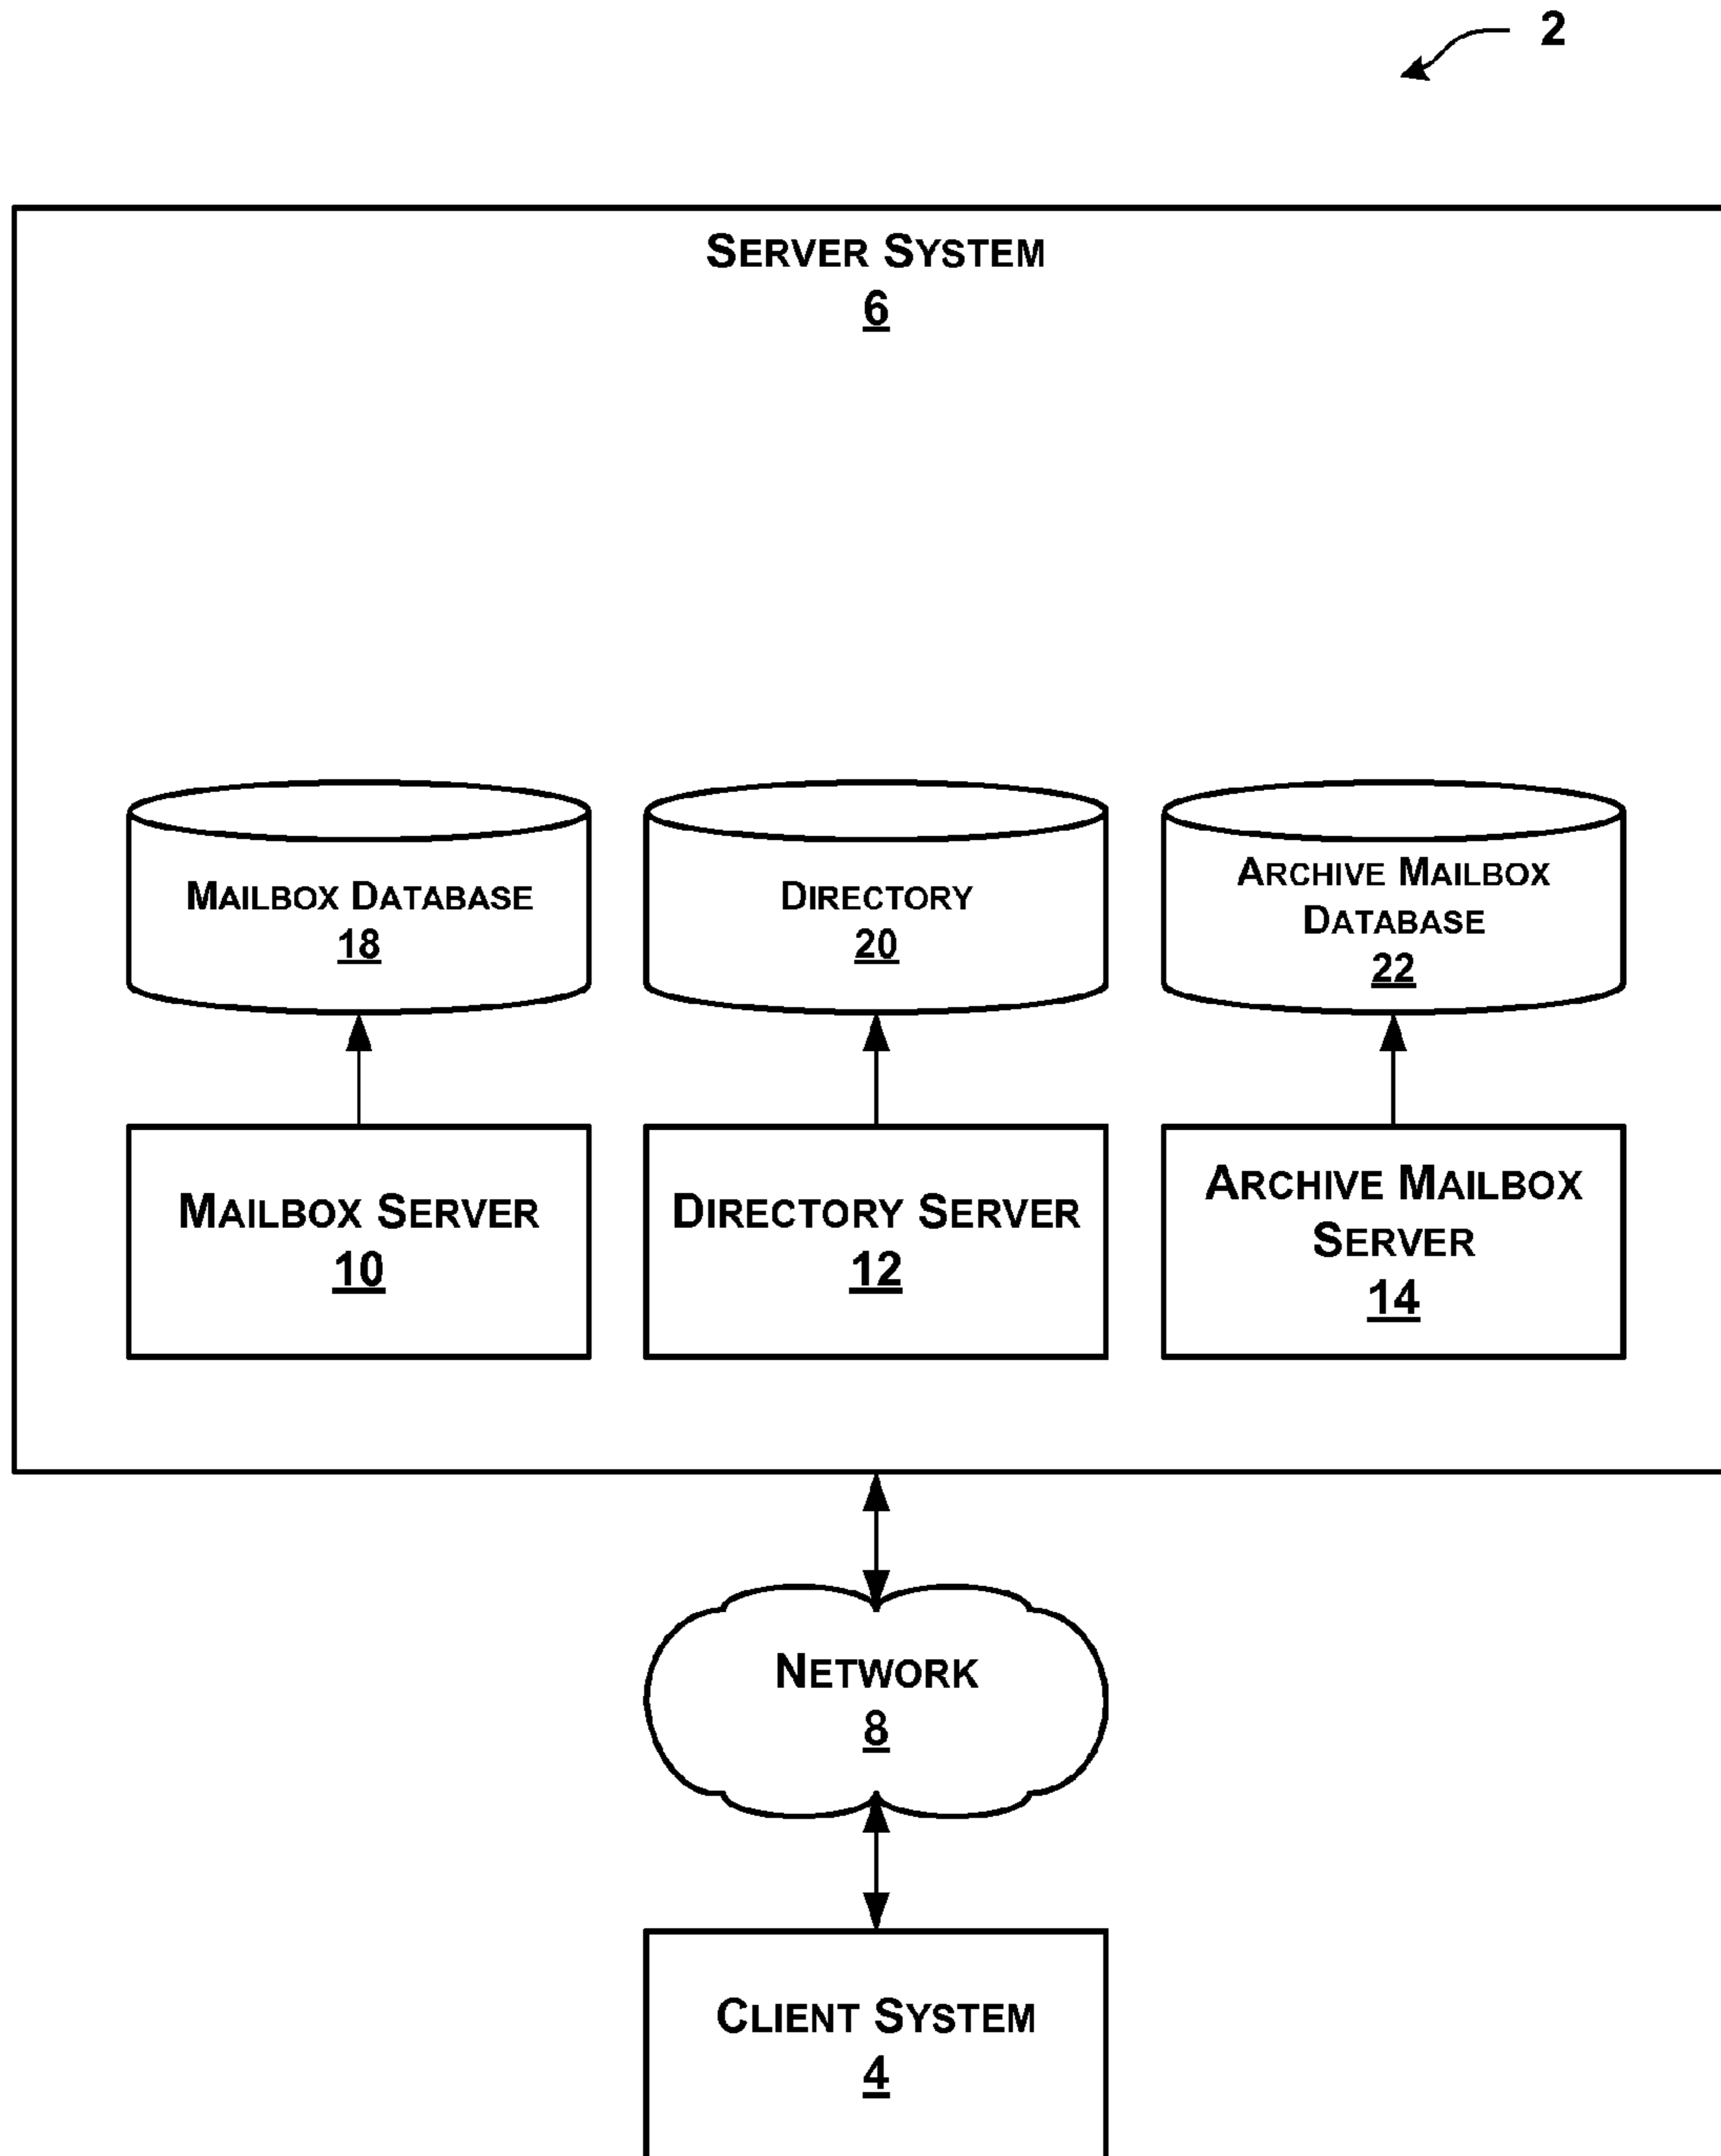 2
SERVER SYSTEM
6
MAILBOX DATABASE
18
DIRECTORY
20
ARCHIVE MAILBOX
DATABASE
22
MAILBOX SERVER
10
DIRECTORY SERVER
12
ARCHIVE MAILBOX
SERVER
14
NETWORK
8
CLIENT SYSTEM
4